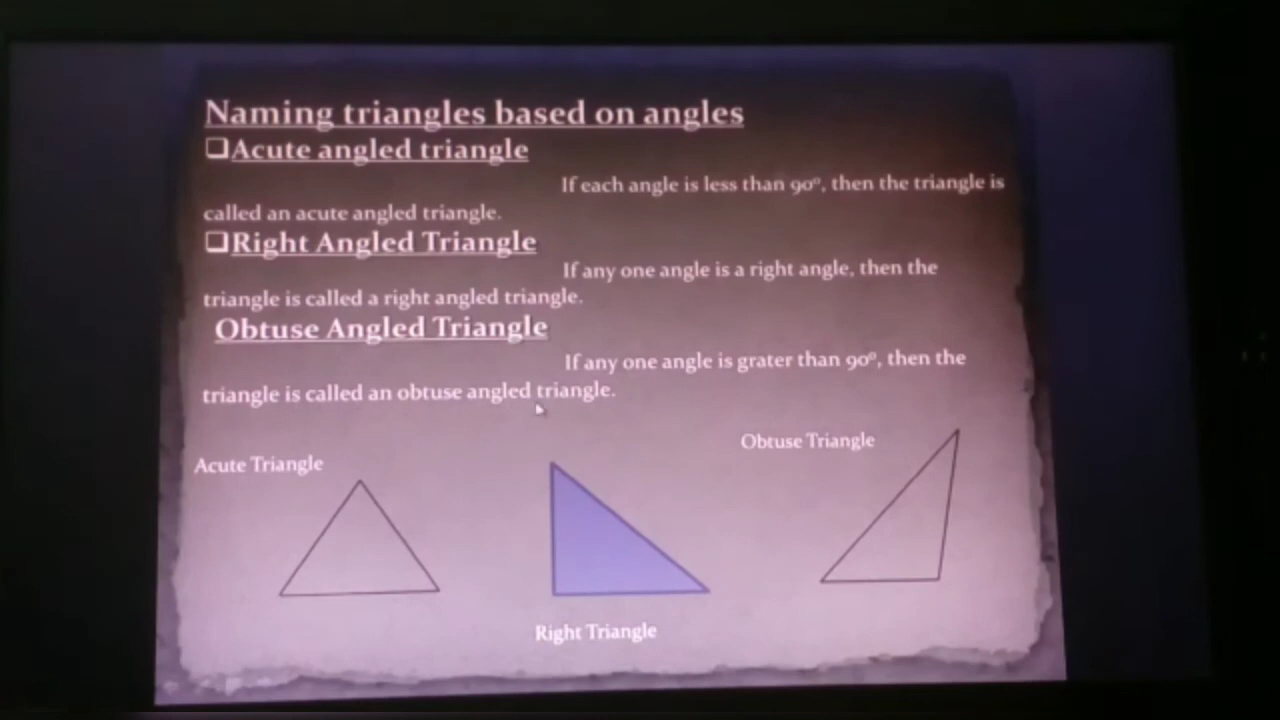 Naming triangles based on angles
❑Acute angled triangle
If each angle is less than 90⁰, then the triangle is
called an acute angled triangle.
❑Right Angled Triangle
If any one angle is a right angle, then the
triangle is called a right angled triangle.
Obtuse Angled Triangle
If any one angle is grater than 90⁰, then the
triangle is called an obtuse angled triangle.
Acute Triangle
Obtuse Triangle
Right Triangle